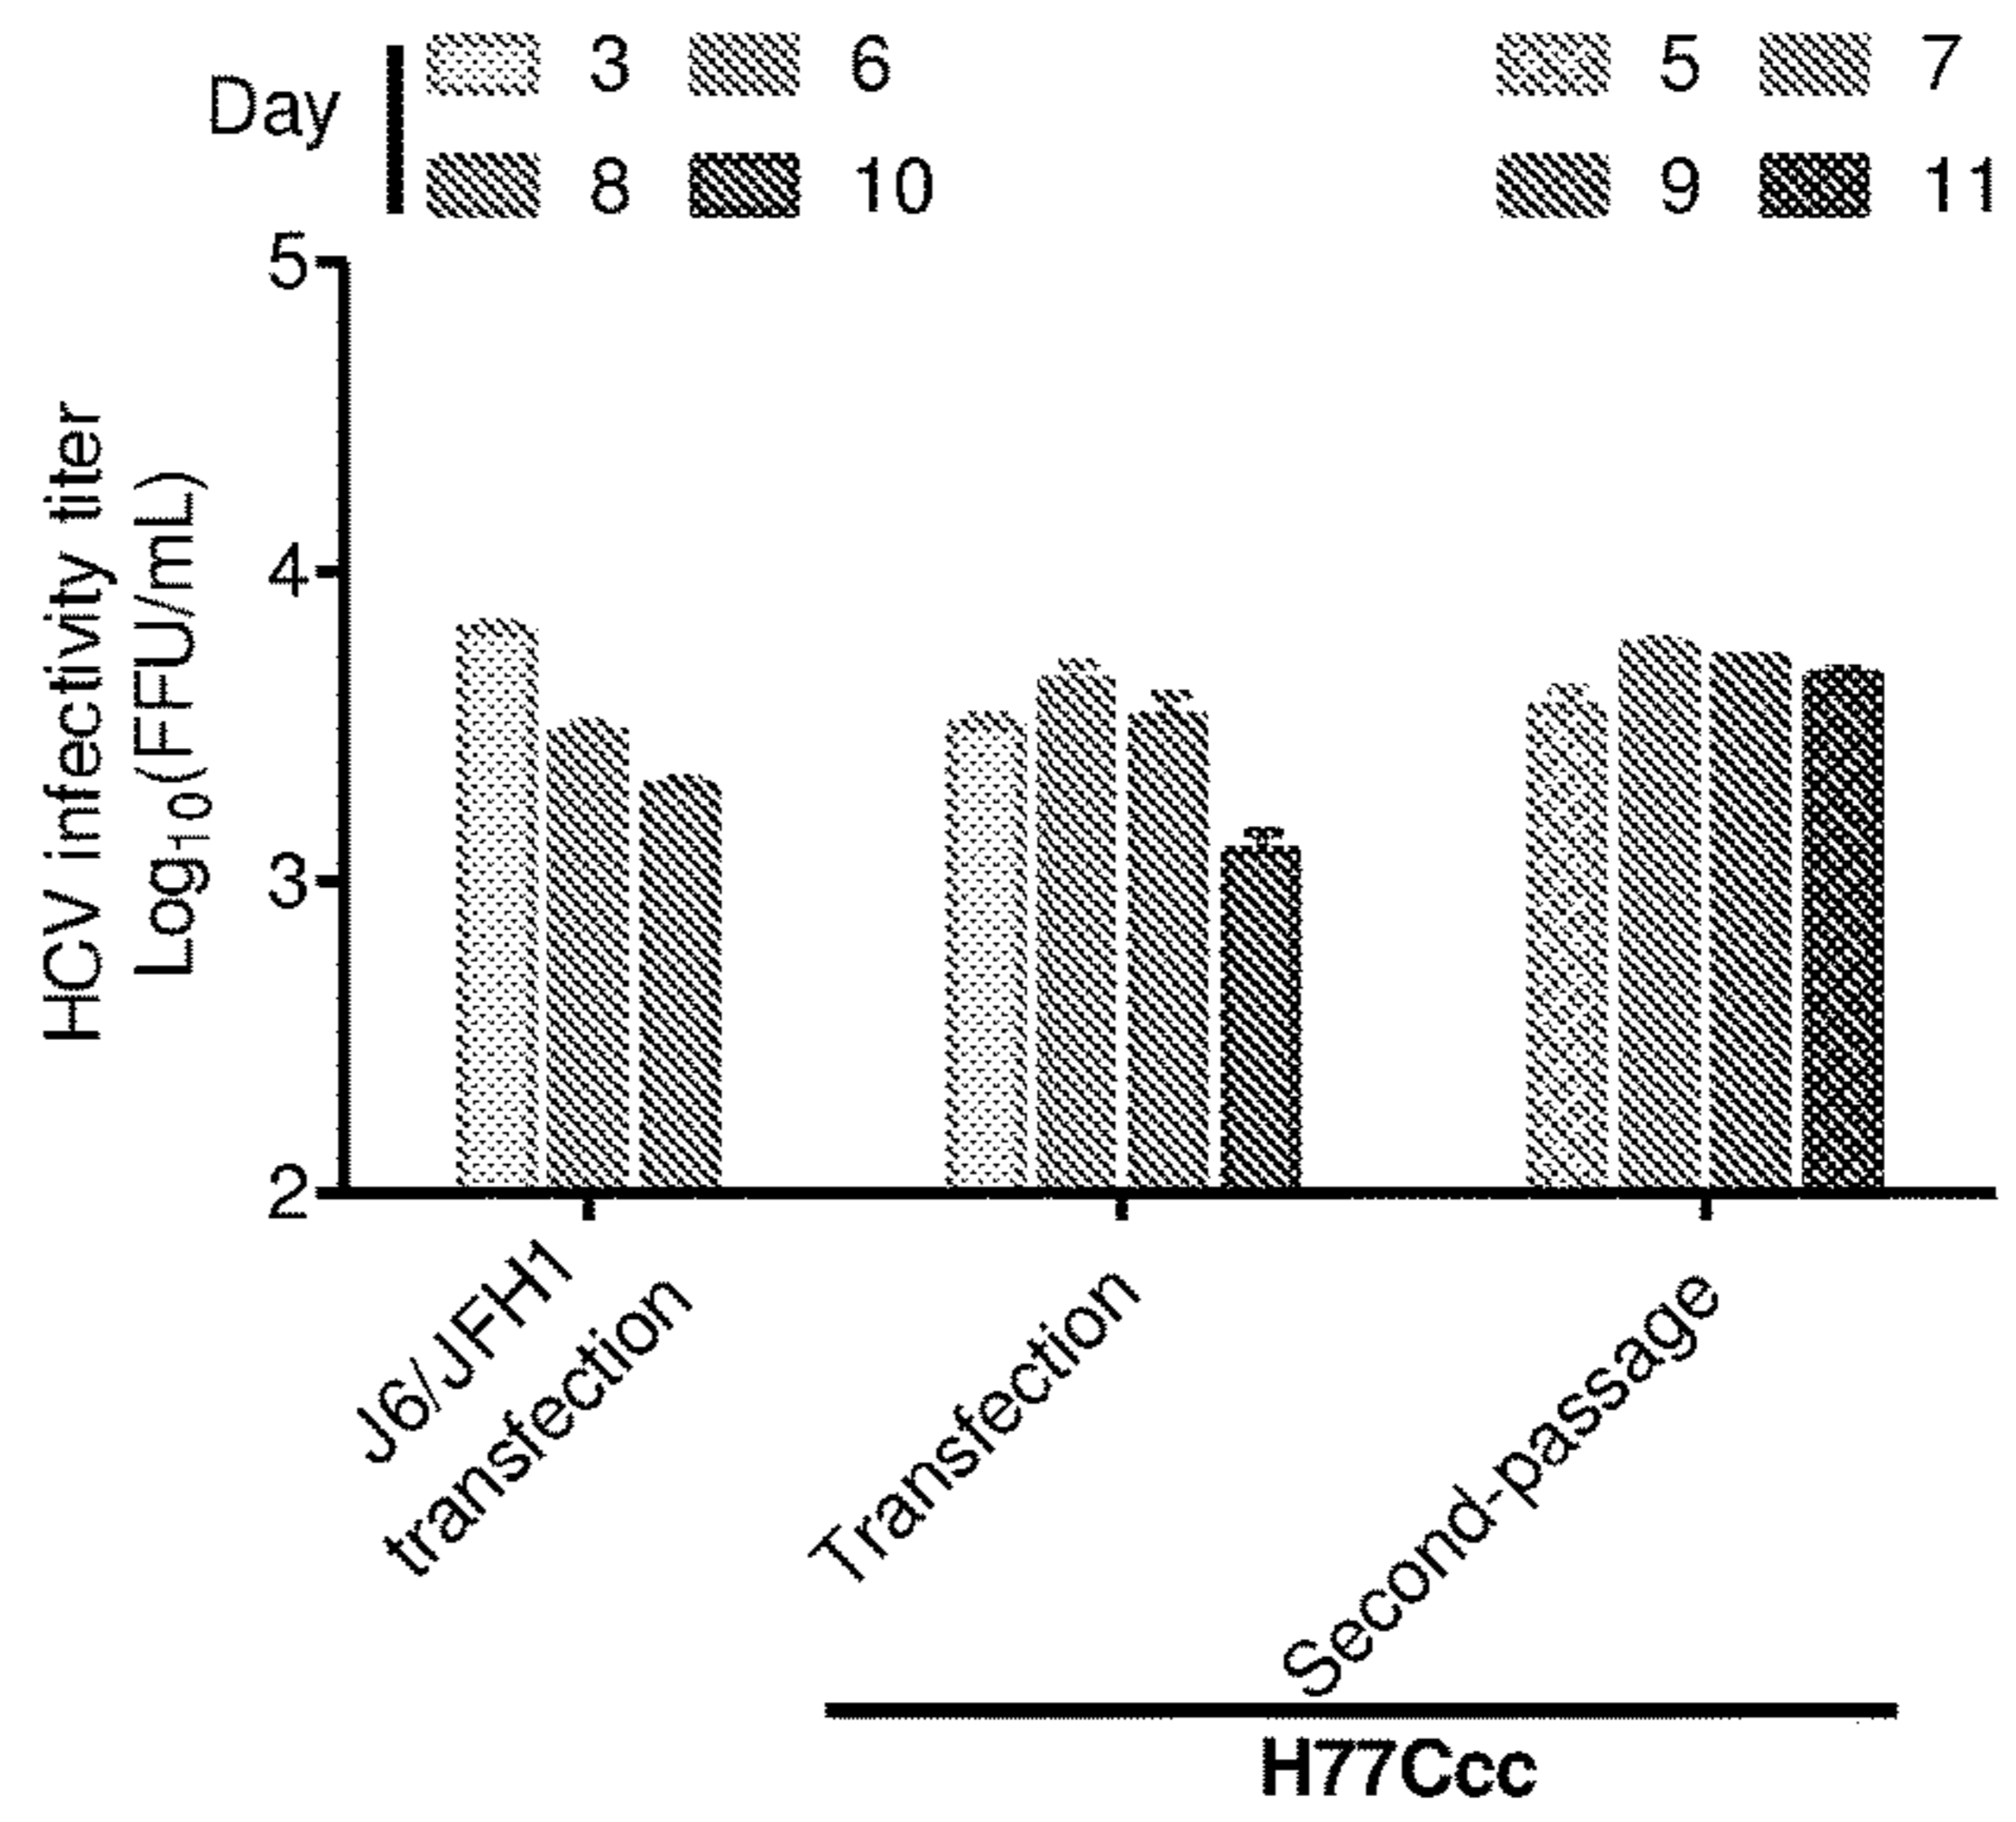 Day 3 6 5 7
8 10 9 11
HCV infectivity titer
Log10(FFU/mL)
5
4
3
2
J6/JFH1
transfection
Transfection
Second-passage
H77Ccc